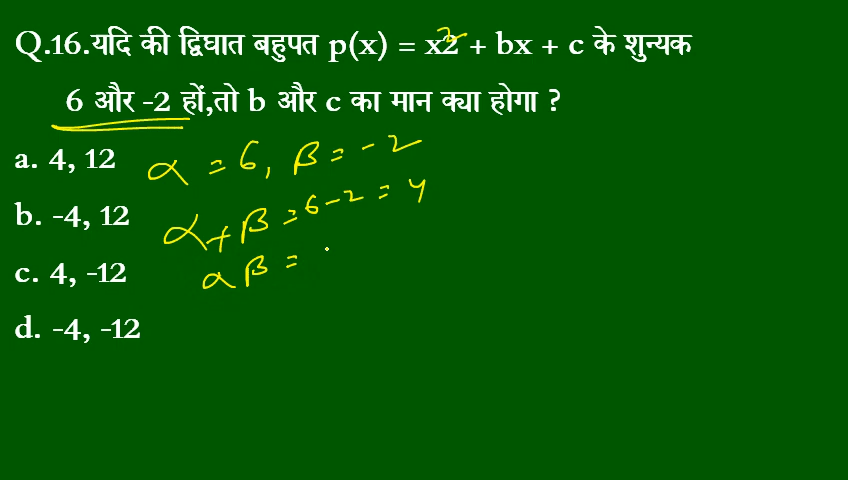 Q.16.यदि की द्विघात बहुपत p(x) = x2 + bx + c के शुन्यक
6 और -2 हों,तो b और c का मान क्या होगा ?
a. 4, 12
α = 6, β = -2
b. -4, 12
α + β = 6 - 2 = 4
c. 4, -12
α β =
d. -4, -12